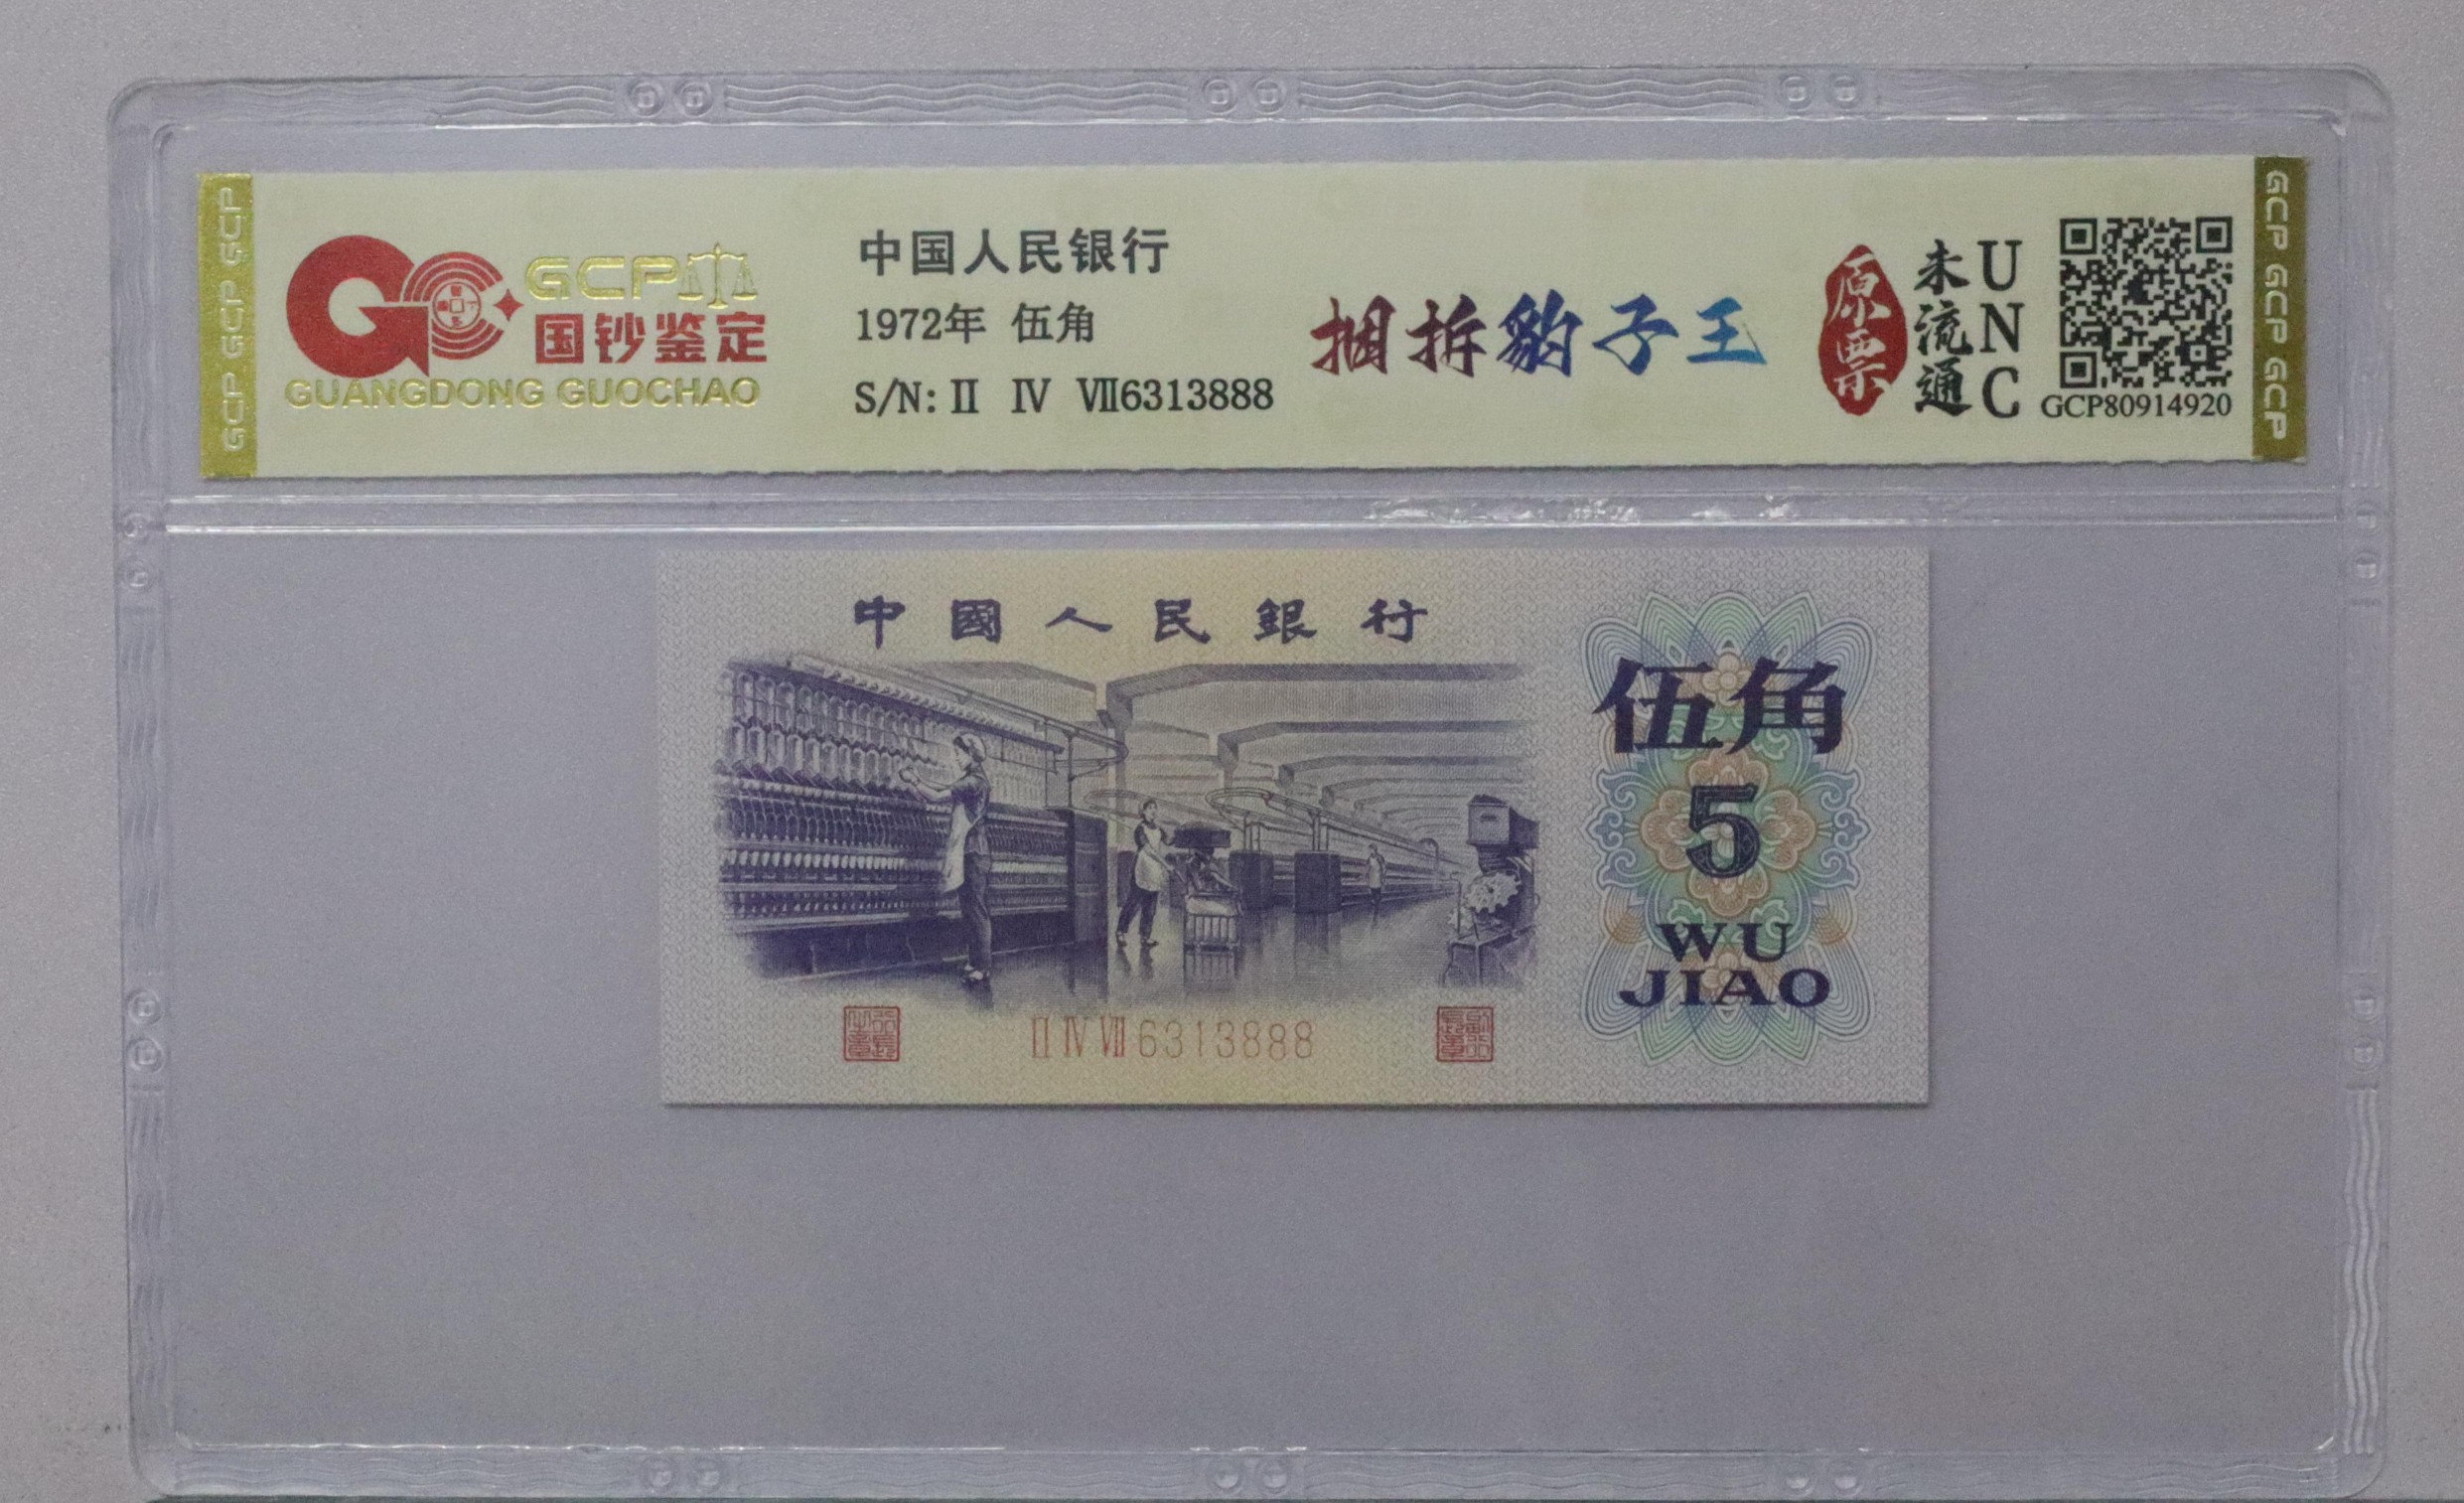 GCP GCP GCP
GCP
国钞鉴定
GUANGDONG GUOCHAO
中国人民银行
1972年 伍角
S/N: Ⅱ Ⅳ Ⅶ6313888
捆拆豹子王
原票
未流通
UNC
GCP80914920
GCP GCP GCP
中國人民銀行
伍角
5
WU
JIAO
Ⅱ Ⅳ Ⅶ 6313888